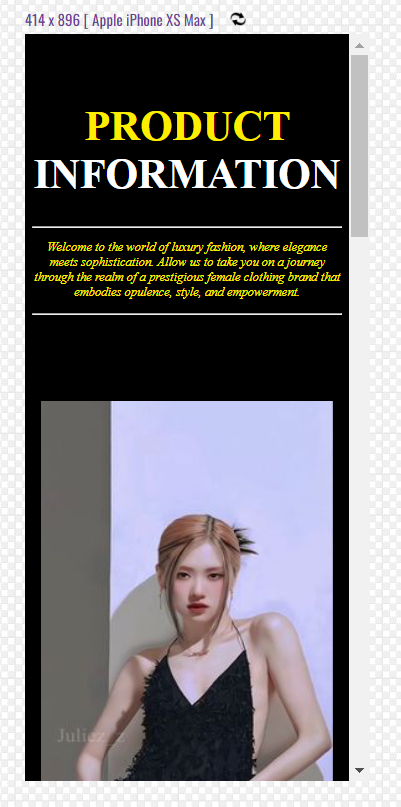 414 x 896 [ Apple iPhone XS Max ]
PRODUCT
INFORMATION
Welcome to the world of luxury fashion, where elegance
meets sophistication. Allow us to take you on a journey
through the realm of a prestigious female clothing brand that
embodies opulence, style, and empowerment.